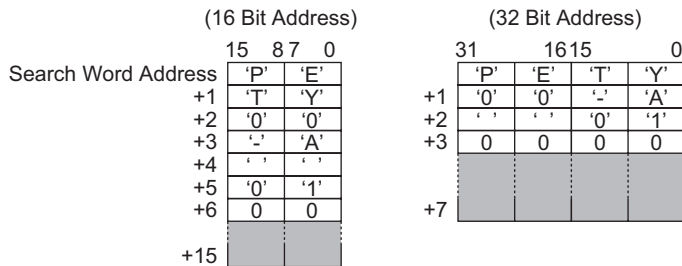 (16 Bit Address) (32 Bit Address)
15 8 7 0 31 16 15 0
Search Word Address 'P' 'E' 'P' 'E' 'T' 'Y'
+1 'T' 'Y' +1 '0' '0' '-' 'A'
+2 '0' '0' +2 ' ' ' ' '0' '1'
+3 '-' 'A' +3 0 0 0 0
+4 ' ' ' '
+5 '0' '1'
+6 0 0 +7
+15